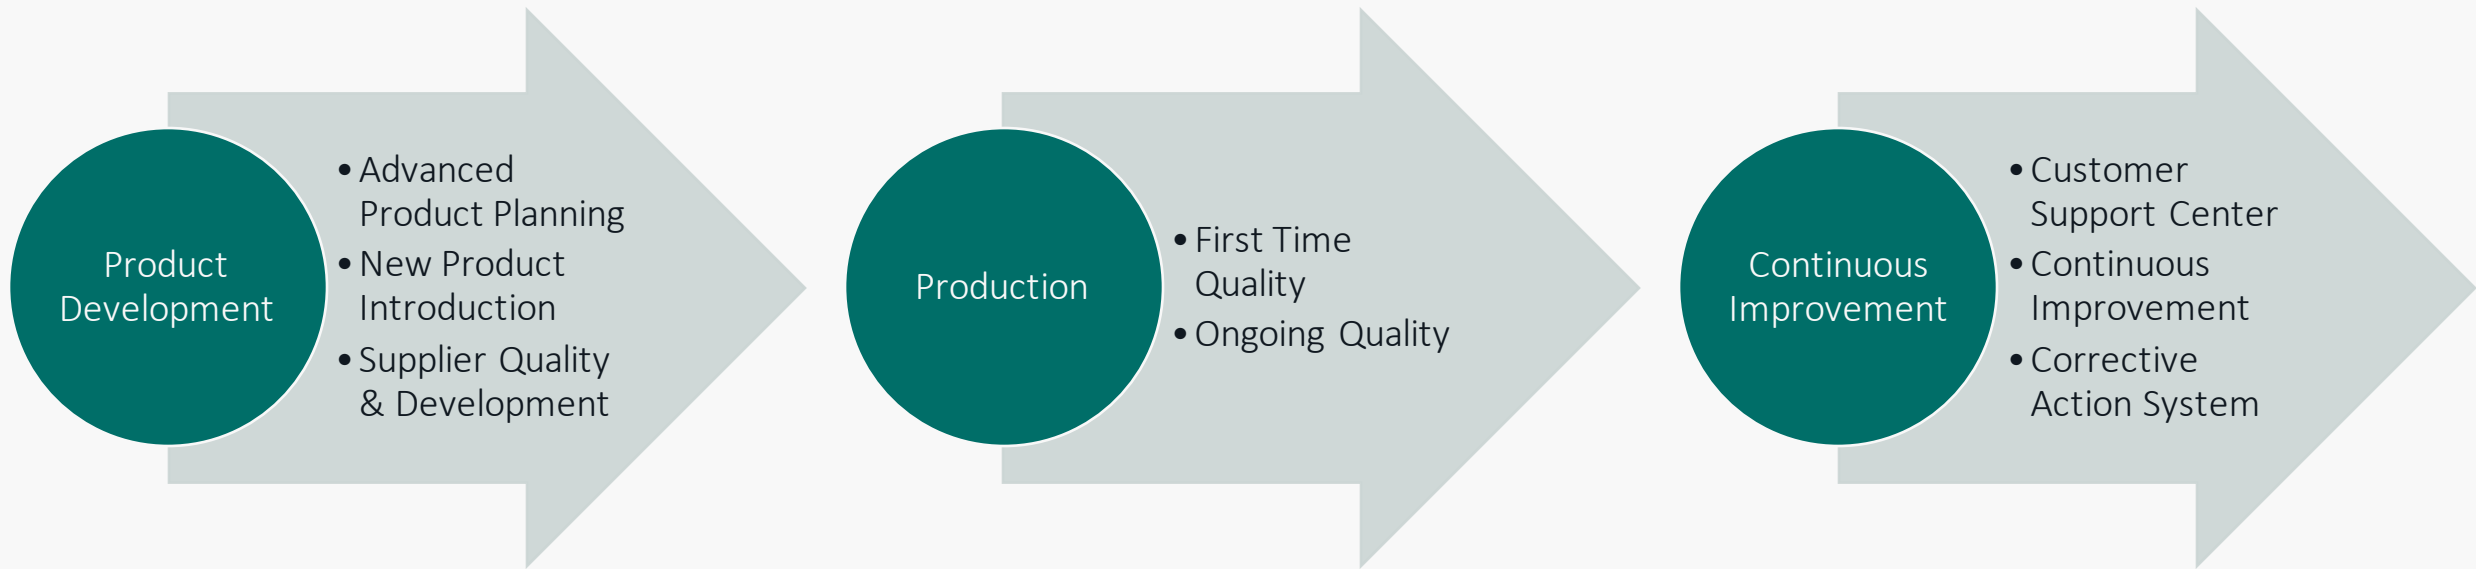 Product
Development
• Advanced
Product Planning
• New Product
Introduction
• Supplier Quality
& Development
Production
• First Time
Quality
• Ongoing Quality
Continuous
Improvement
• Customer
Support Center
• Continuous
Improvement
• Corrective
Action System